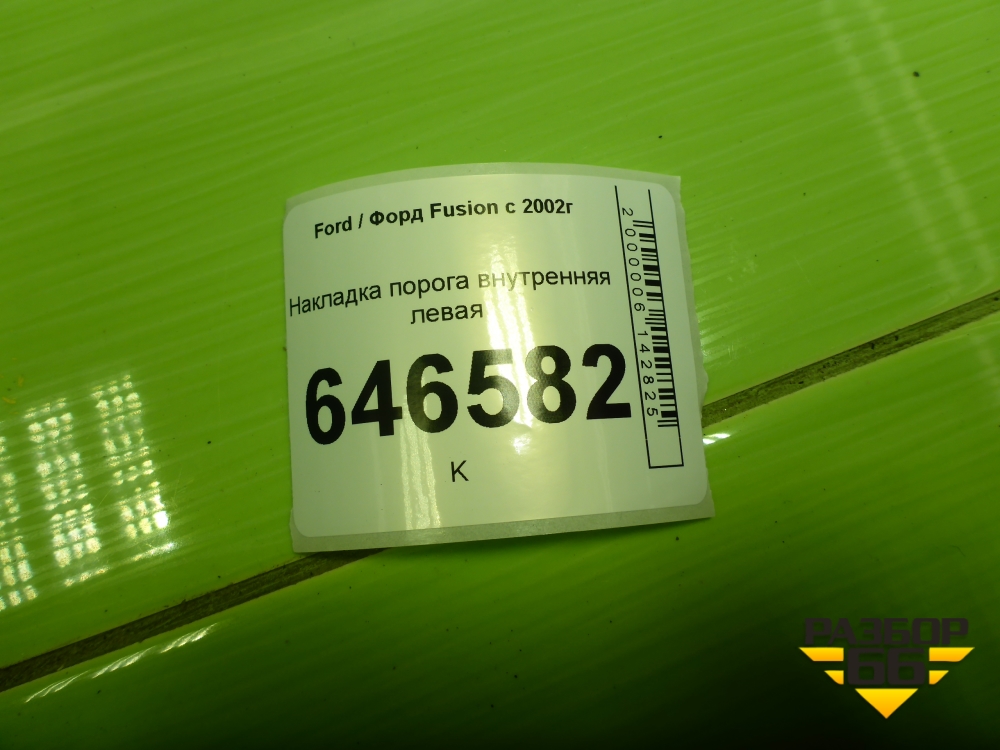 Ford / Форд Fusion с 2002г
Накладка порога внутренняя
левая
646582
К
2000006142825
РАЗБОР
66